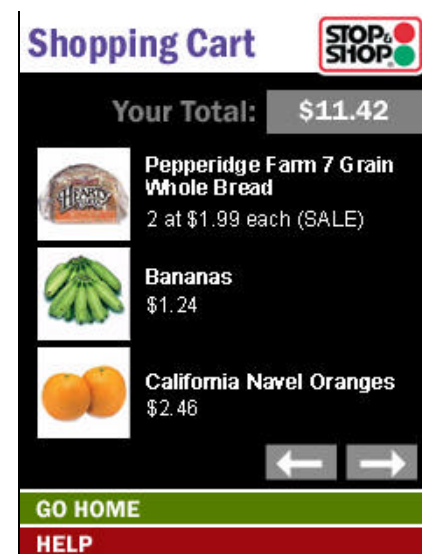 Shopping Cart
STOP&
SHOP
Your Total: $11.42
Pepperidge Farm 7 Grain
Whole Bread
2 at $1.99 each (SALE)
HEARTY
Bananas
$1.24
California Navel Oranges
$2.46
GO HOME
HELP